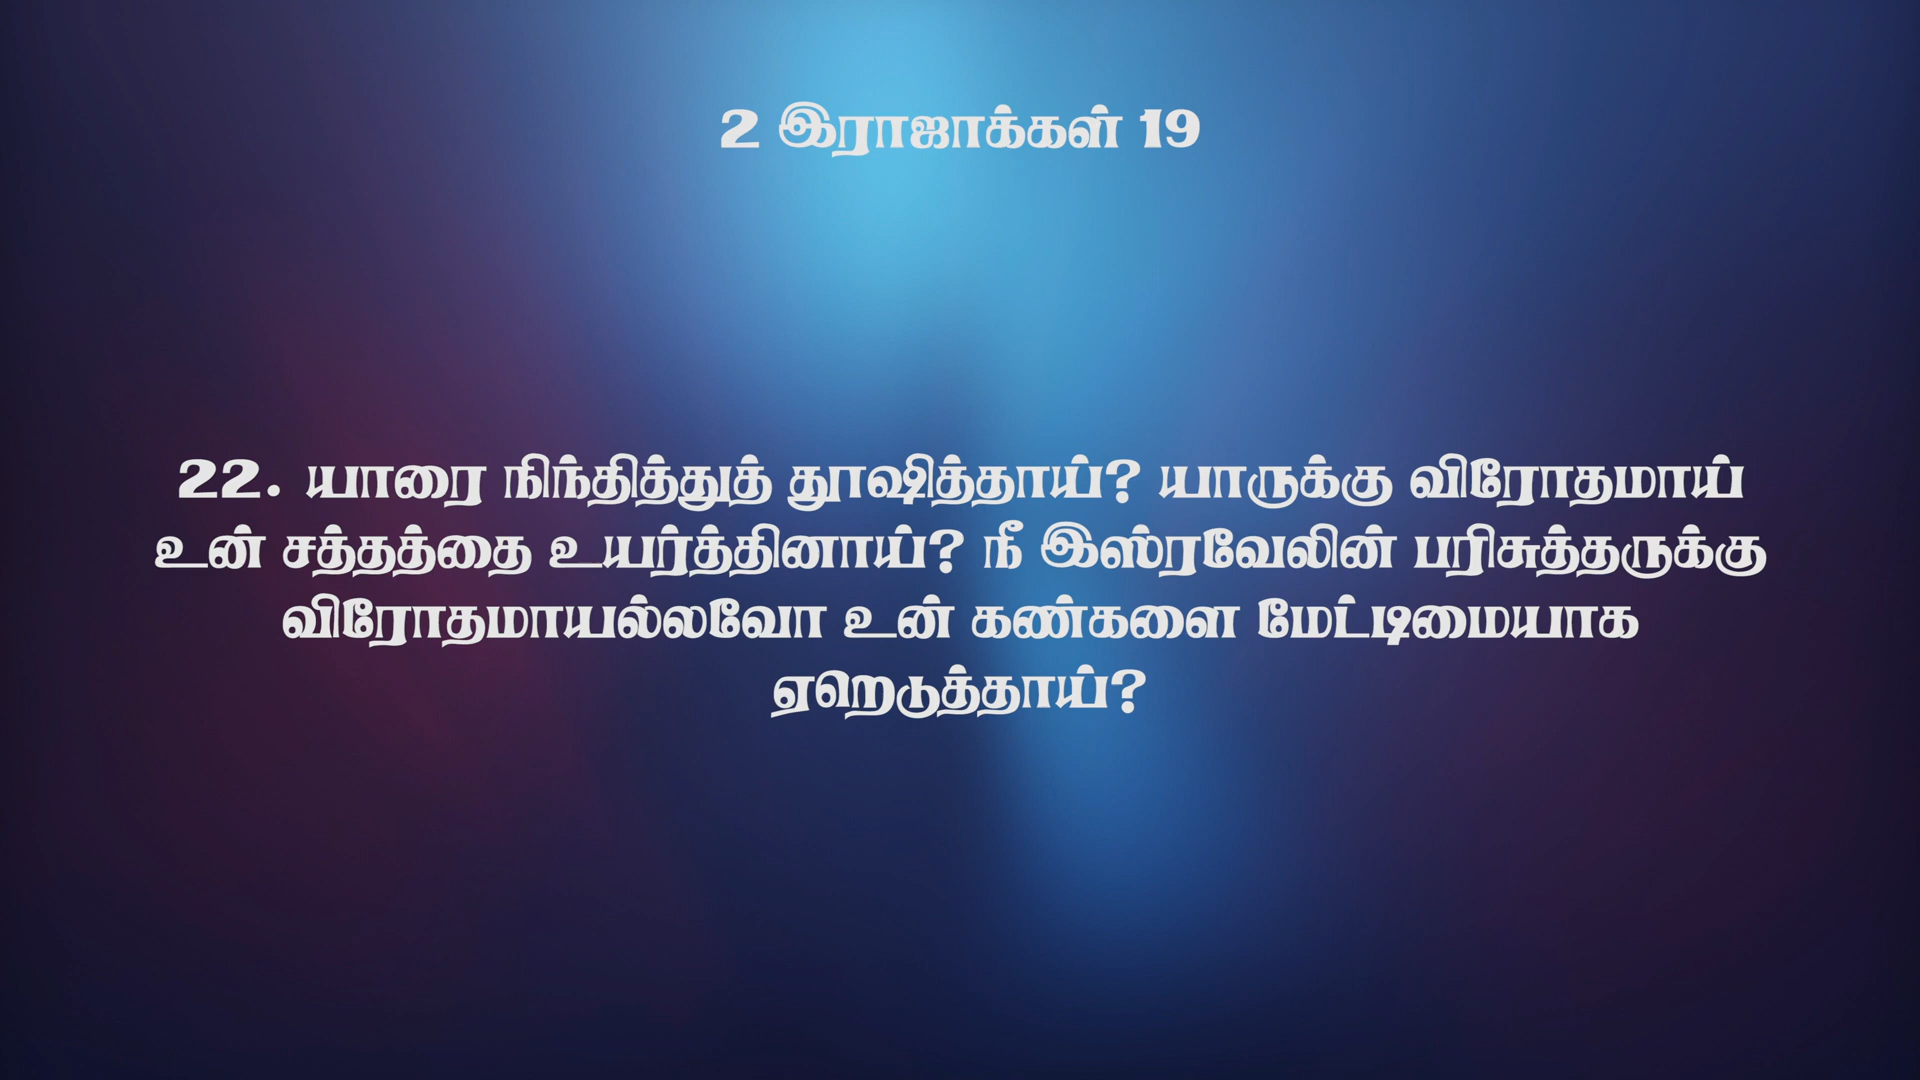 2 இராஜாக்கள் 19
22. யாரை நிந்தித்துத் தூஷித்தாய்? யாருக்கு விரோதமாய்
உன் சத்தத்தை உயர்த்தினாய்? நீ இஸ்ரவேலின் பரிசுத்தருக்கு
விரோதமாயல்லவோ உன் கண்களை மேட்டிமையாக
ஏறெடுத்தாய்?